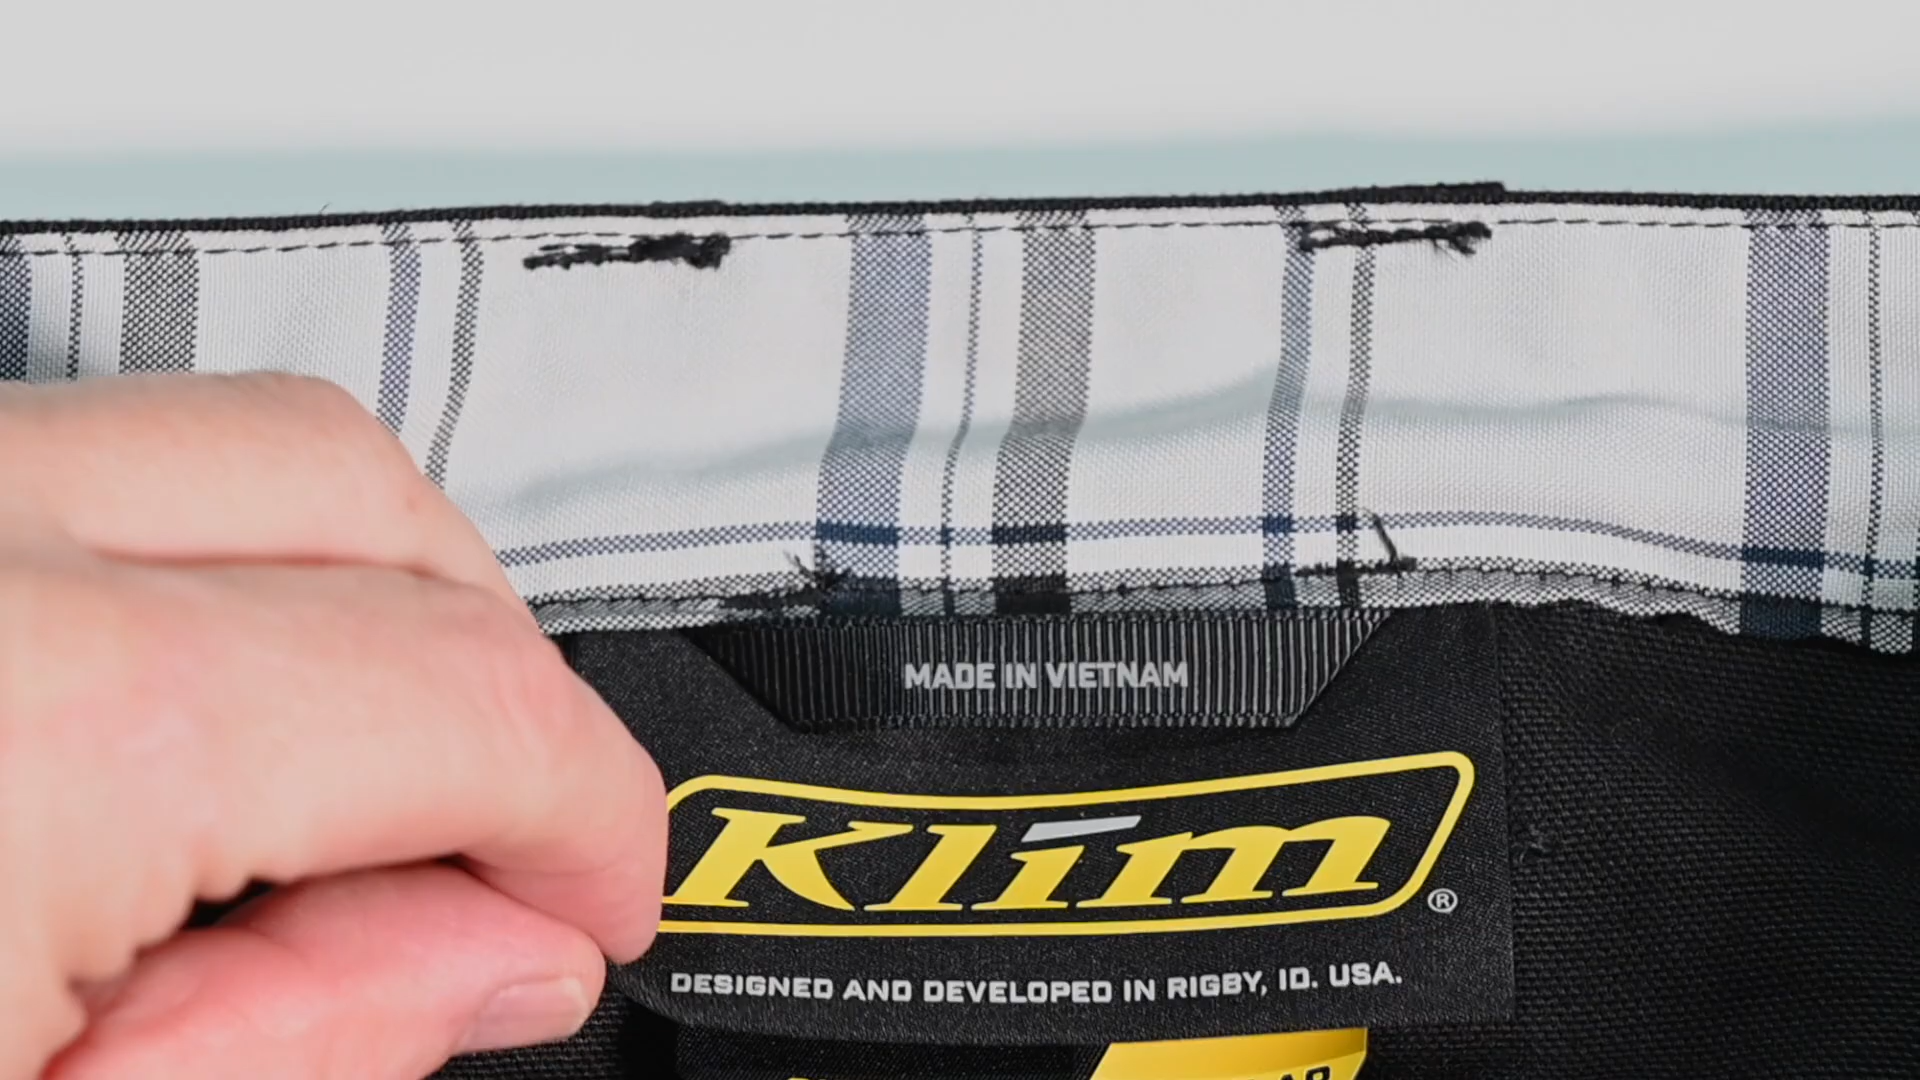 MADE IN VIETNAM
Klim
®
DESIGNED AND DEVELOPED IN RIGBY, ID. USA.